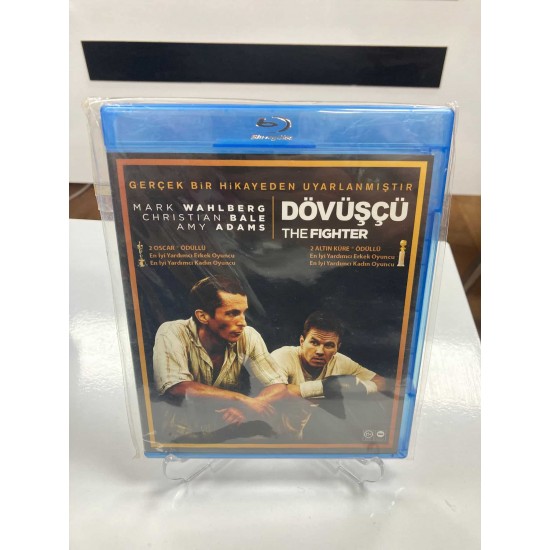 Blu-ray Disc
GERÇEK BİR HİKAYEDEN UYARLANMIŞTIR
MARK WAHLBERG
CHRISTIAN BALE
AMY ADAMS
DÖVÜŞÇÜ
THE FIGHTER
2 OSCAR® ÖDÜLLÜ
En İyi Yardımcı Erkek Oyuncu
En İyi Yardımcı Kadın Oyuncu
2 ALTIN KÜRE® ÖDÜLLÜ
En İyi Yardımcı Erkek Oyuncu
En İyi Yardımcı Kadın Oyuncu